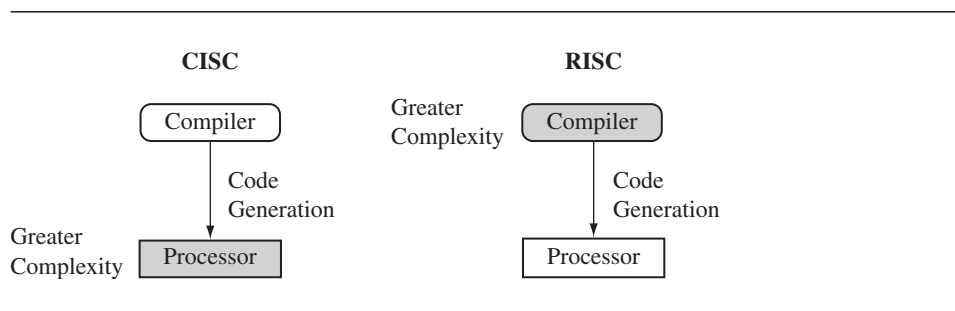 CISC
RISC
Compiler
Greater
Complexity
Compiler
Code
Generation
Code
Generation
Greater
Complexity
Processor
Processor